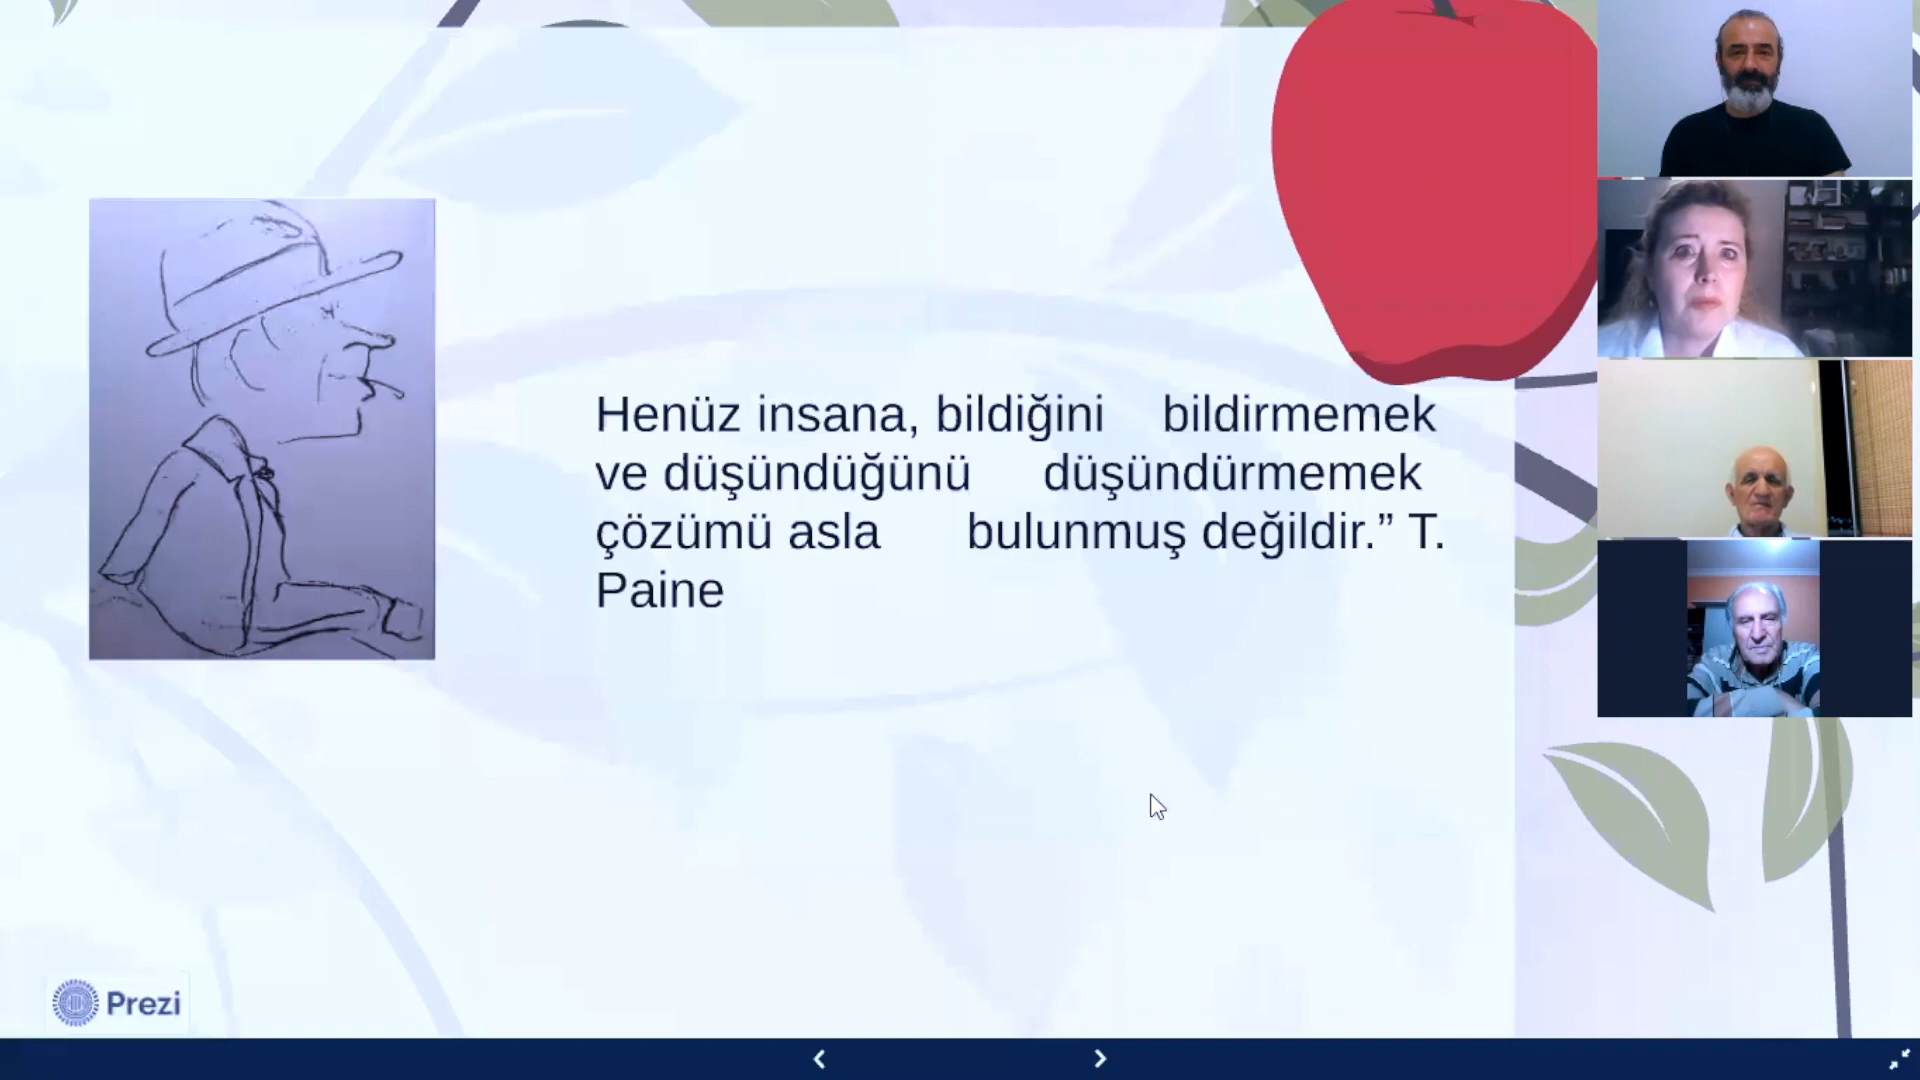 Henüz insana, bildiğini bildirmemek
ve düşündüğünü düşündürmemek
çözümü asla bulunmuş değildir.” T.
Paine
Prezi